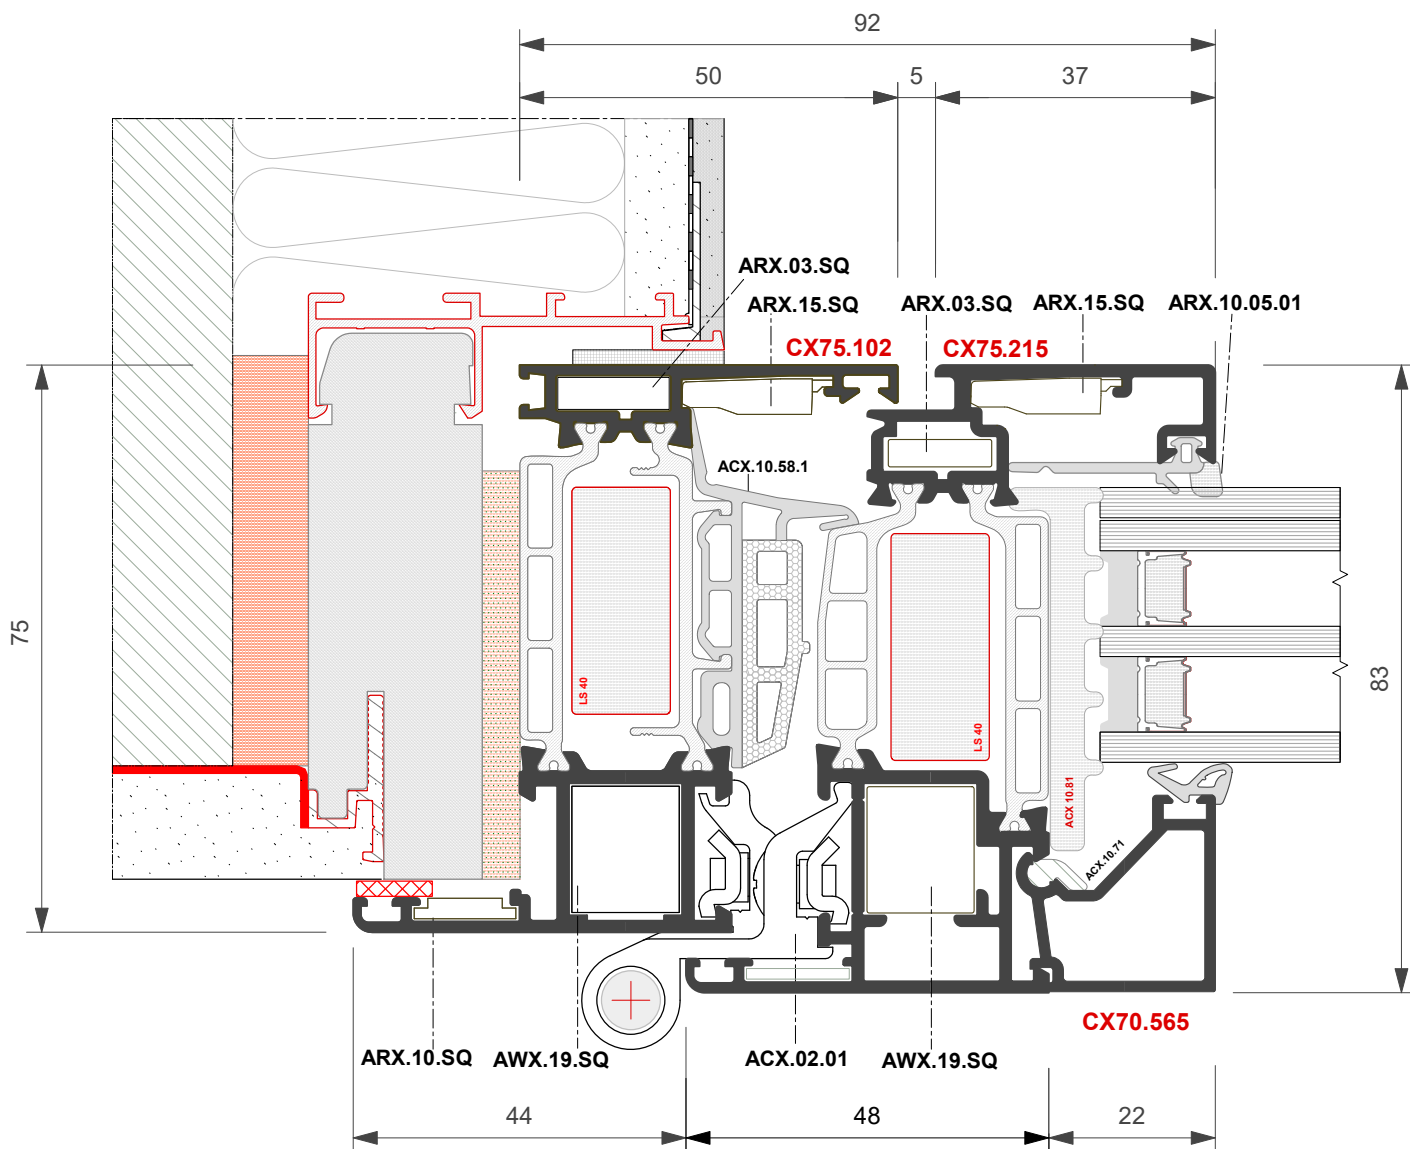 92
50
5
37
ARX.03.SQ
ARX.15.SQ
ARX.03.SQ
ARX.15.SQ
ARX.10.05.01
CX75.102
CX75.215
ACX.10.58.1
75
83
LS 40
LS 40
ACX 10.81
ACX.10.71
CX70.565
ARX.10.SQ
AWX.19.SQ
ACX.02.01
AWX.19.SQ
44
48
22